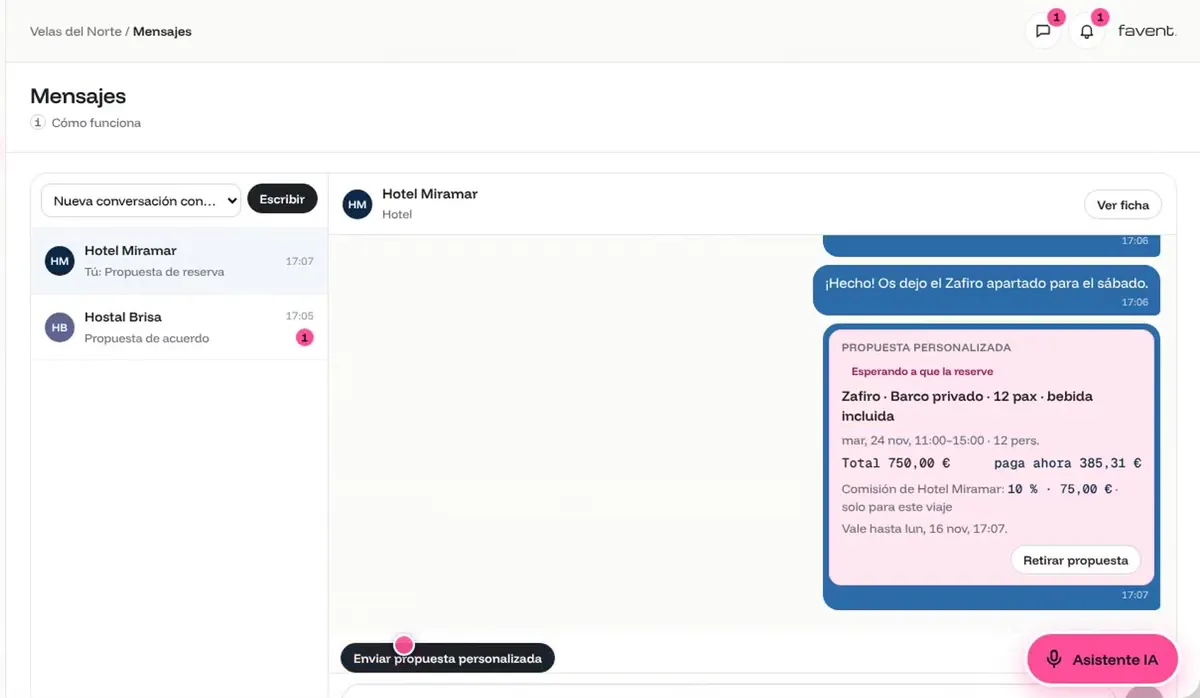 Velas del Norte / Mensajes
1
1
favent.
Mensajes
i Cómo funciona
Nueva conversación con...
Escribir
HM
Hotel Miramar
Tú: Propuesta de reserva
17:07
HB
Hostal Brisa
Propuesta de acuerdo
17:05
1
HM
Hotel Miramar
Hotel
Ver ficha
17:06
¡Hecho! Os dejo el Zafiro apartado para el sábado.
17:06
PROPUESTA PERSONALIZADA
Esperando a que la reserve
Zafiro · Barco privado · 12 pax · bebida
incluida
mar, 24 nov, 11:00–15:00 · 12 pers.
Total 750,00 € paga ahora 385,31 €
Comisión de Hotel Miramar: 10 % · 75,00 € ·
solo para este viaje
Vale hasta lun, 16 nov, 17:07.
Retirar propuesta
17:07
Enviar propuesta personalizada
Asistente IA